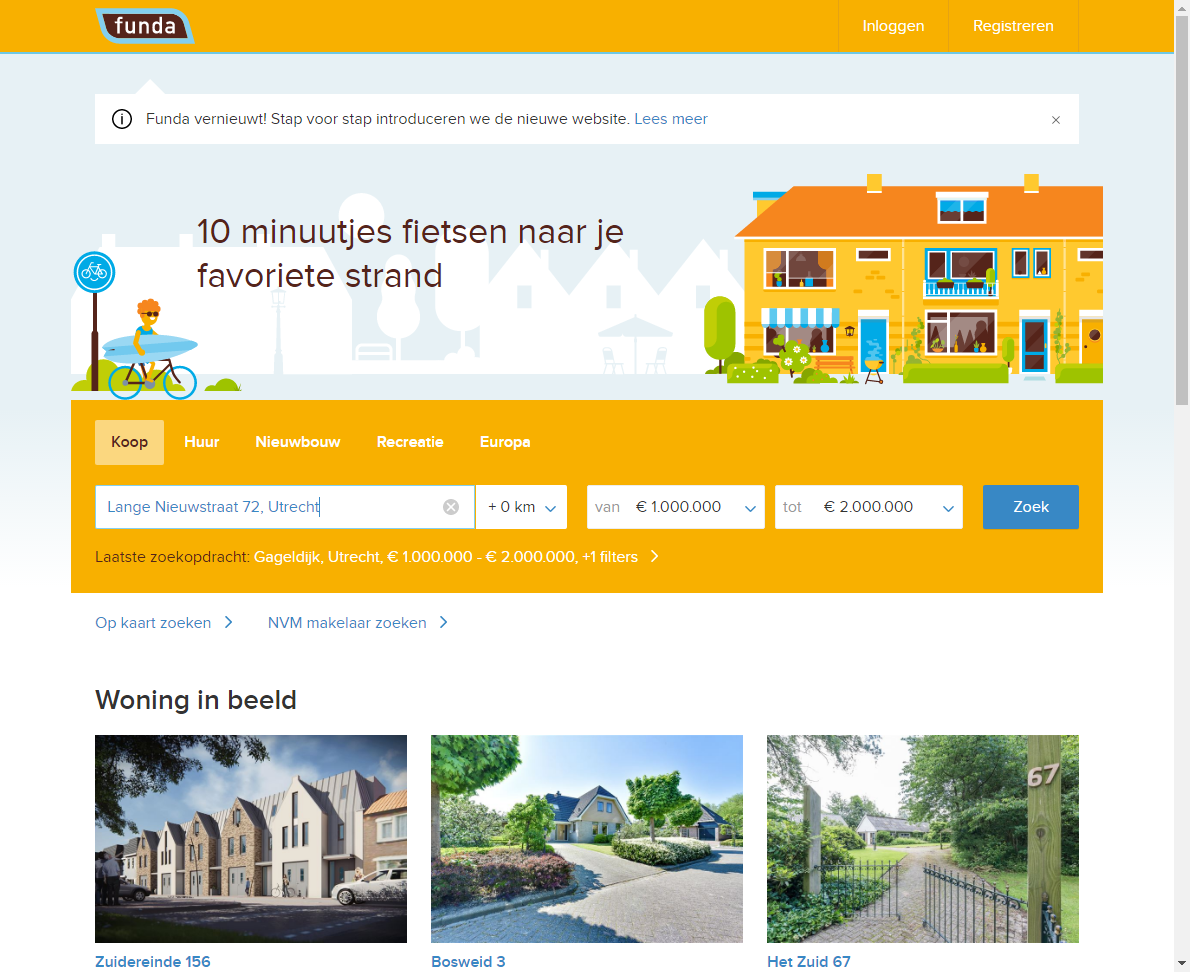 funda
Inloggen
Registreren
Funda vernieuwt! Stap voor stap introduceren we de nieuwe website. Lees meer
10 minuutjes fietsen naar je
favoriete strand
Koop
Huur
Nieuwbouw
Recreatie
Europa
Lange Nieuwstraat 72, Utrecht
+ 0 km
van € 1.000.000
tot € 2.000.000
Zoek
Laatste zoekopdracht: Gageldijk, Utrecht, € 1.000.000 - € 2.000.000, +1 filters
Op kaart zoeken
NVM makelaar zoeken
Woning in beeld
67
Zuidereinde 156
Bosweid 3
Het Zuid 67